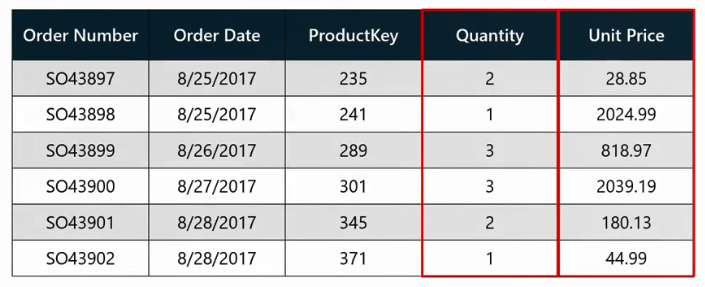 Order Number Order Date ProductKey Quantity Unit Price
SO43897 8/25/2017 235 2 28.85
SO43898 8/25/2017 241 1 2024.99
SO43899 8/26/2017 289 3 818.97
SO43900 8/27/2017 301 3 2039.19
SO43901 8/28/2017 345 2 180.13
SO43902 8/28/2017 371 1 44.99